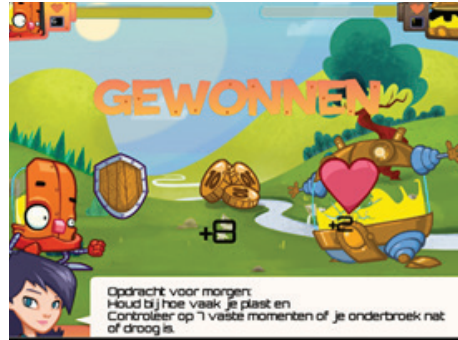 GEWONNEN
+8
+2
Opdracht voor morgen:
Houd bij hoe vaak je plast en
Controleer op 7 vaste momenten of je onderbroek nat
of droog is.